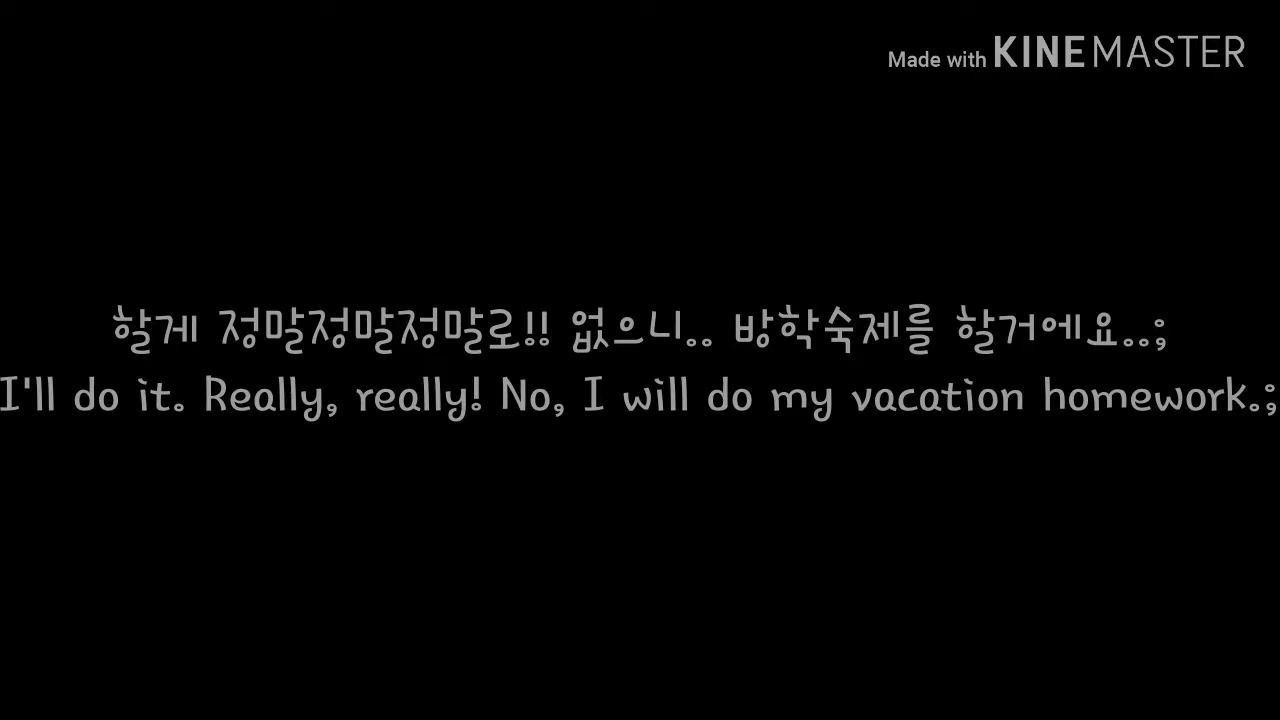 Made with KINEMASTER
할게 정말정말정말로!! 없으니.. 방학숙제를 할거에요..;
I'll do it. Really, really! No, I will do my vacation homework.;